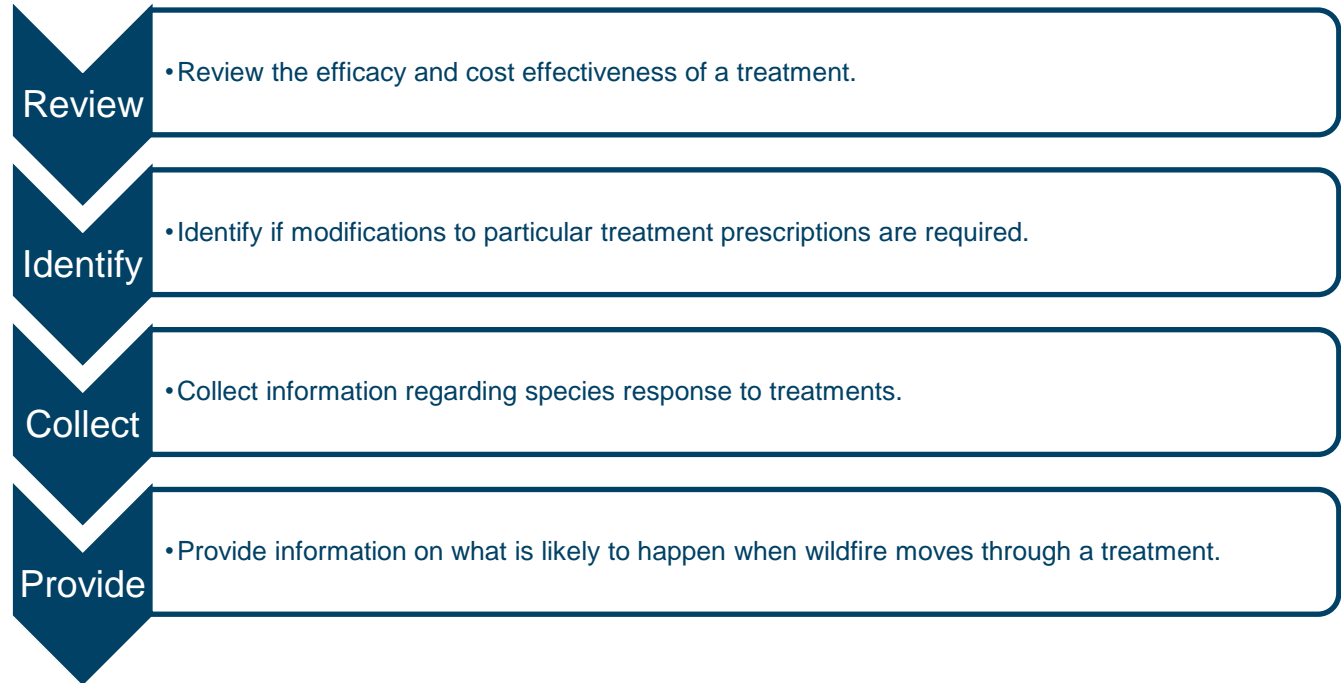 Review
•Review the efficacy and cost effectiveness of a treatment.
Identify
•Identify if modifications to particular treatment prescriptions are required.
Collect
•Collect information regarding species response to treatments.
Provide
•Provide information on what is likely to happen when wildfire moves through a treatment.